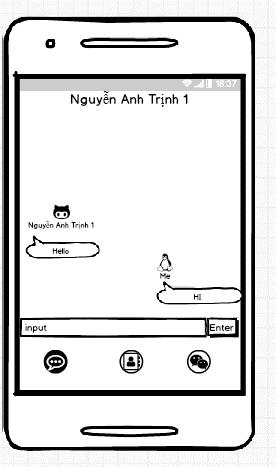 18:37
Nguyễn Anh Trịnh 1
Nguyễn Anh Trịnh 1
Hello
Me
HI
input
Enter